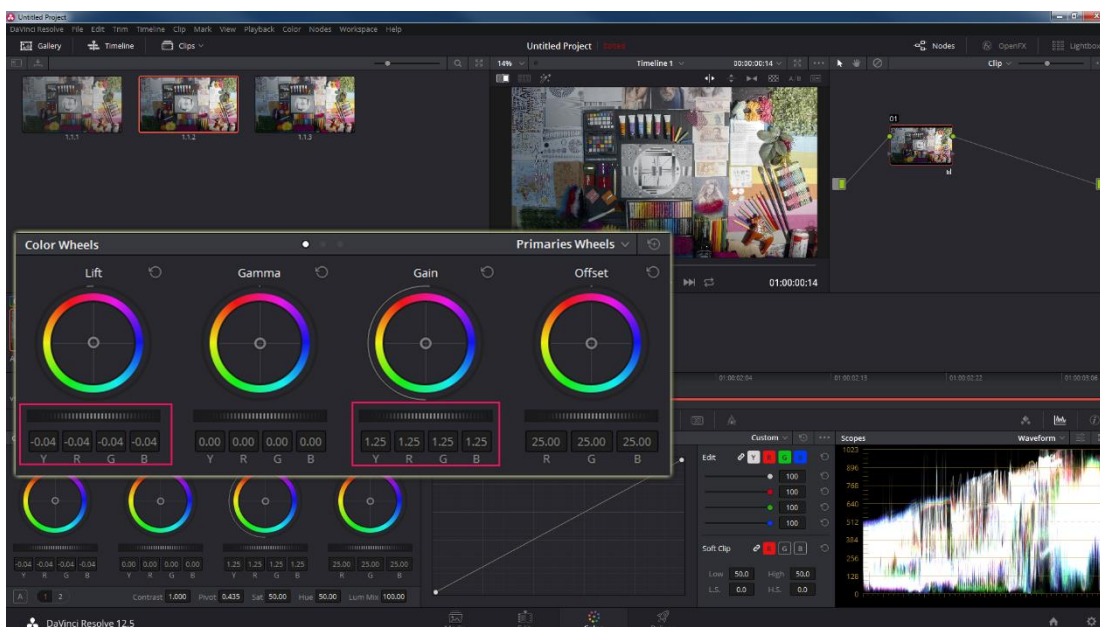 Untitled Project
DaVinci Resolve File Edit Trim Timeline Clip Mark View Playback Color Nodes Workspace Help
Gallery Timeline Clips Untitled Project Edited Nodes OpenFX Lightbox
14% Timeline 1 00:00:00:14 Clip
A/B
1.1.1 1.1.2 1.1.3
01
Color Wheels Primaries Wheels
Lift Gamma Gain Offset
01:00:00:14
-0.04 -0.04 -0.04 -0.04 0.00 0.00 0.00 0.00 1.25 1.25 1.25 1.25 25.00 25.00 25.00
Y R G B Y R G B Y R G B R G B
01:00:02:04 01:00:02:13 01:00:02:22 01:00:03:06
Custom Scopes Waveform
Edit Y R G B
100
100
100
100
Soft Clip R G B
Low 50.0 High 50.0
L.S. 0.0 H.S. 0.0
1023
896
768
640
512
384
256
128
0
-0.04 -0.04 -0.04 -0.04 0.00 0.00 0.00 0.00 1.25 1.25 1.25 1.25 25.00 25.00 25.00
Y R G B Y R G B Y R G B R G B
A 1 2 Contrast 1.000 Pivot 0.435 Sat 50.00 Hue 50.00 Lum Mix 100.00
DaVinci Resolve 12.5